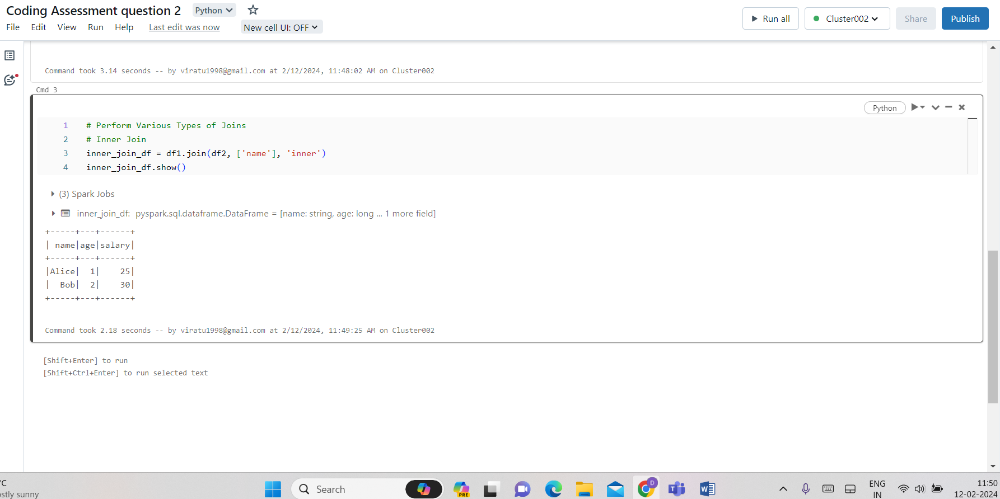 Coding Assessment question 2 Python
File Edit View Run Help Last edit was now New cell UI: OFF
Run all Cluster002 Share Publish
Command took 3.14 seconds -- by viratu1998@gmail.com at 2/12/2024, 11:48:02 AM on Cluster002
Cmd 3
Python
1 # Perform Various Types of Joins
2 # Inner Join
3 inner_join_df = df1.join(df2, ['name'], 'inner')
4 inner_join_df.show()
(3) Spark Jobs
inner_join_df: pyspark.sql.dataframe.DataFrame = [name: string, age: long ... 1 more field]
+-----+---+------+
| name|age|salary|
+-----+---+------+
|Alice|  1|    25|
|  Bob|  2|    30|
+-----+---+------+
Command took 2.18 seconds -- by viratu1998@gmail.com at 2/12/2024, 11:49:25 AM on Cluster002
[Shift+Enter] to run
[Shift+Ctrl+Enter] to run selected text
°C
ostly sunny
Search
PRE
D
ENG
IN
11:50
12-02-2024